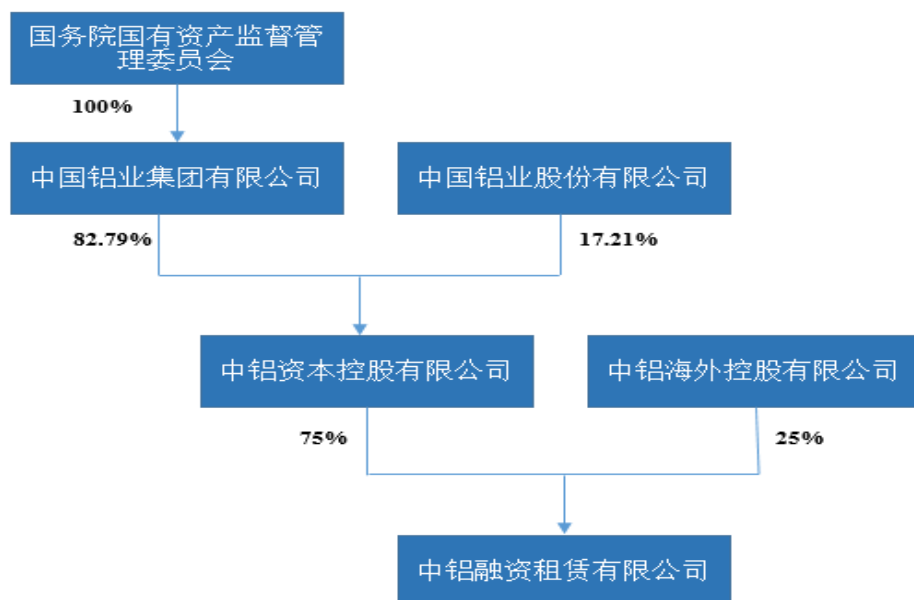 国务院国有资产监督管
理委员会
100%
中国铝业集团有限公司
中国铝业股份有限公司
82.79%
17.21%
中铝资本控股有限公司
中铝海外控股有限公司
75%
25%
中铝融资租赁有限公司